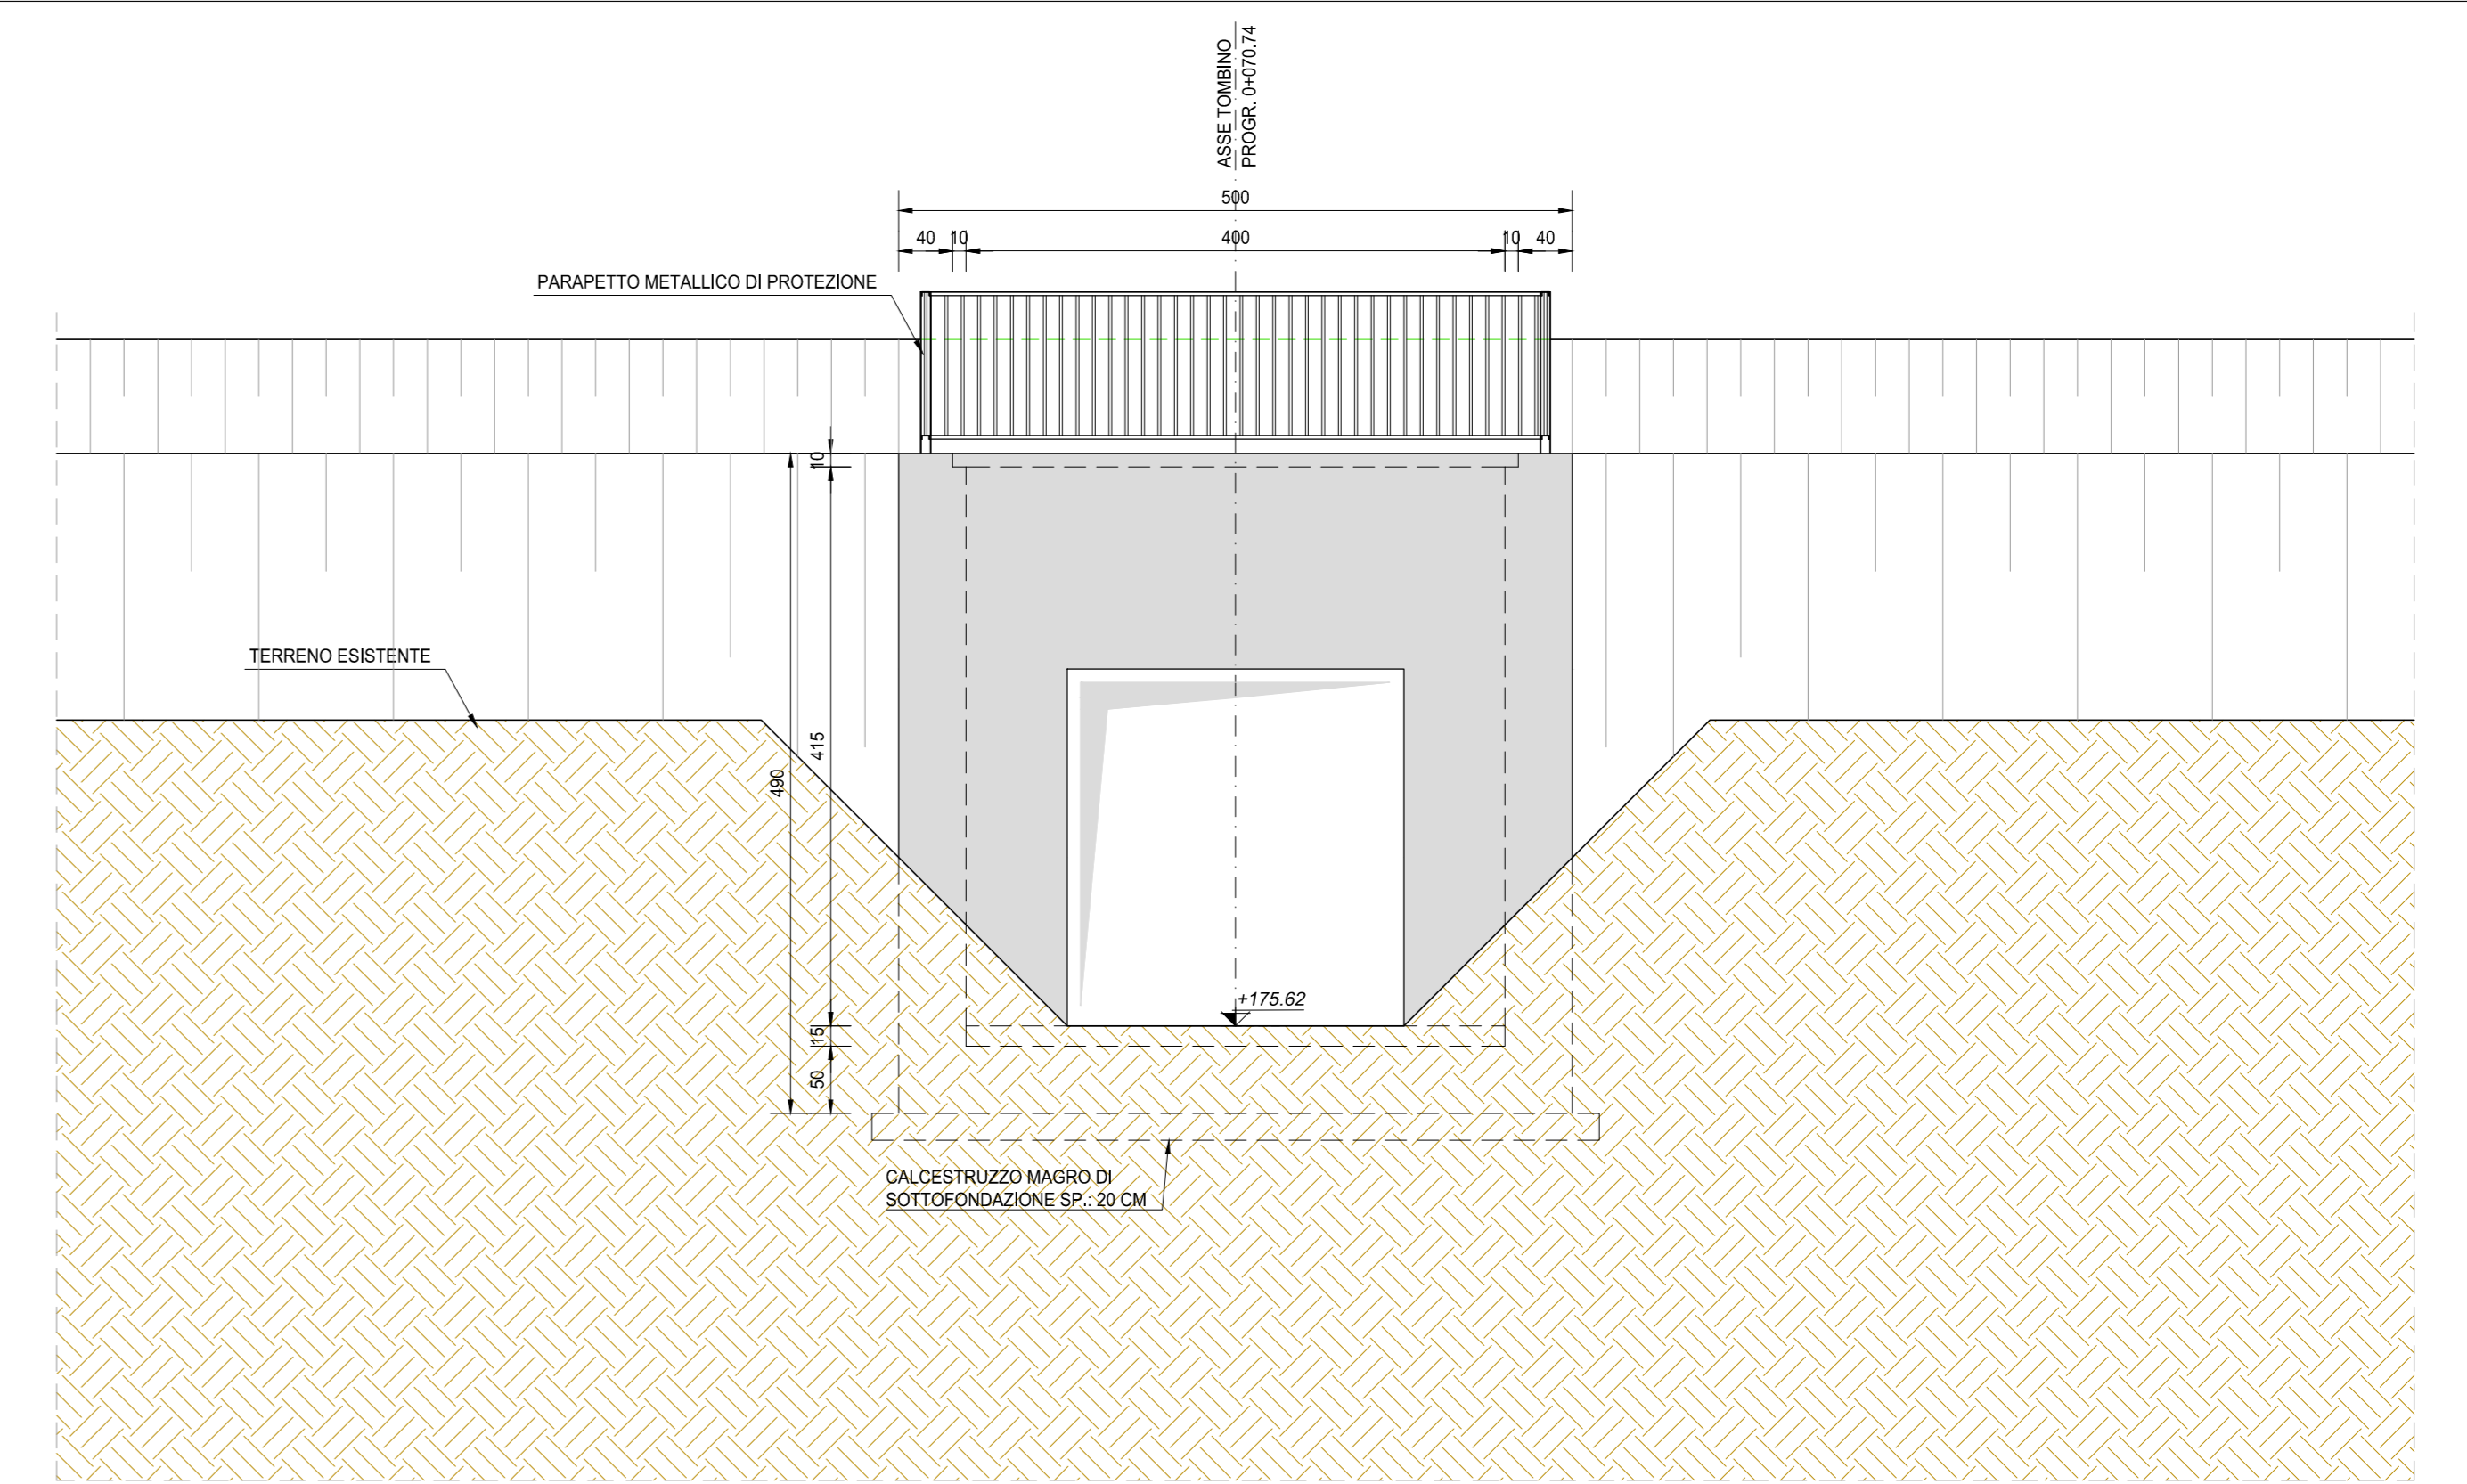 ASSE TOMBINO
PROGR. 0+070.74
500
40 10 400 10 40
PARAPETTO METALLICO DI PROTEZIONE
10
TERRENO ESISTENTE
415
490
+175.62
15
50
CALCESTRUZZO MAGRO DI
SOTTOFONDAZIONE SP.: 20 CM